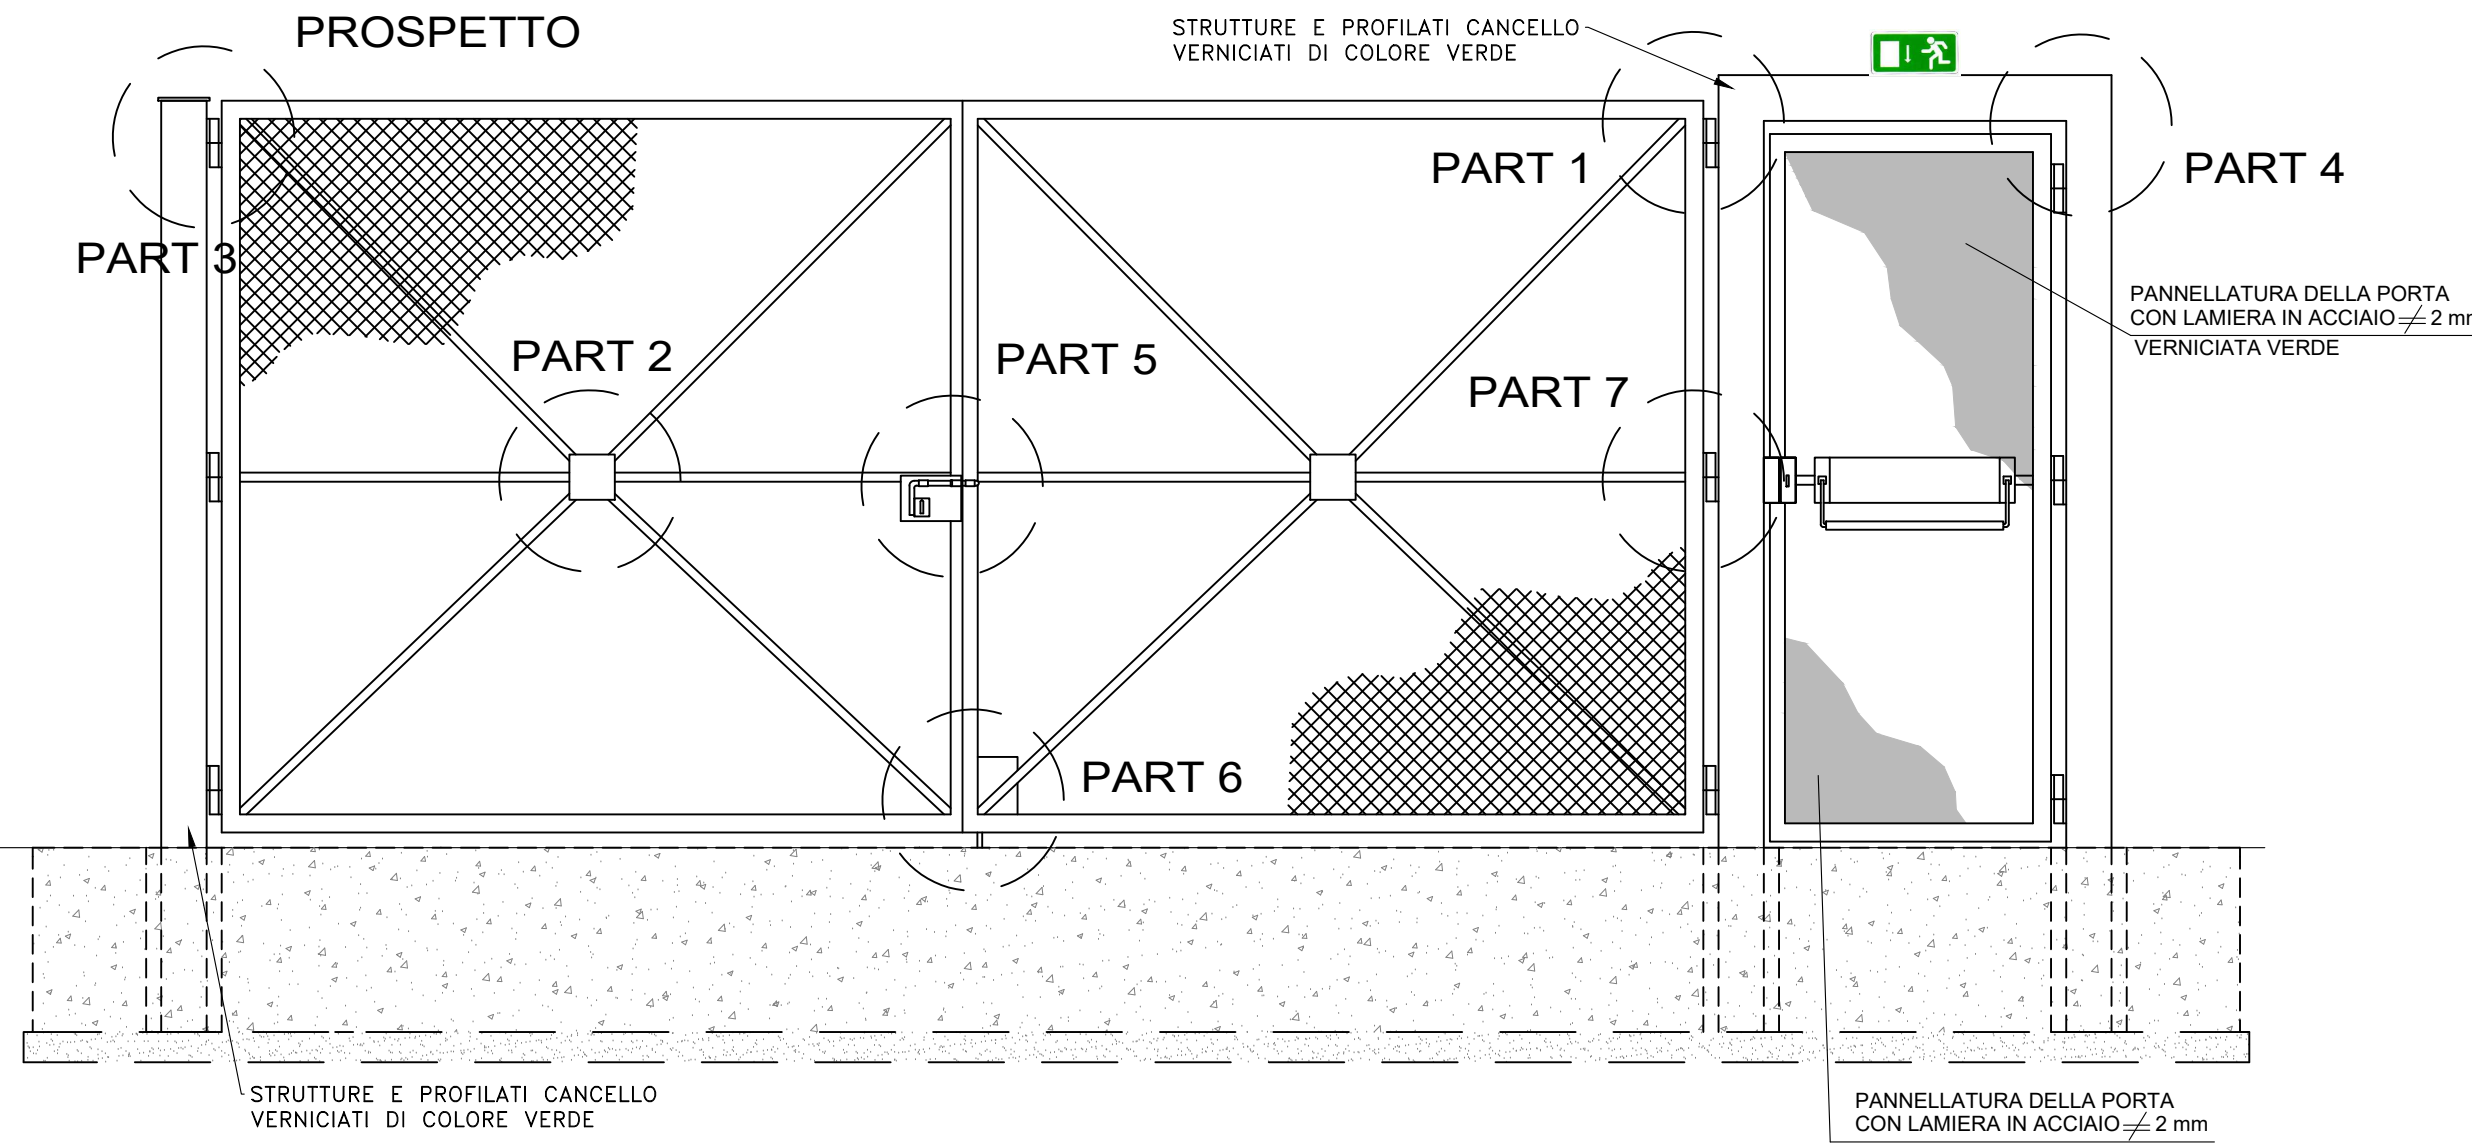 PROSPETTO
STRUTTURE E PROFILATI CANCELLO
VERNICIATI DI COLORE VERDE
PART 1
PART 4
PART 3
PANNELLATURA DELLA PORTA
CON LAMIERA IN ACCIAIO ≠ 2 mm
VERNICIATA VERDE
PART 2
PART 5
PART 7
PART 6
STRUTTURE E PROFILATI CANCELLO
VERNICIATI DI COLORE VERDE
PANNELLATURA DELLA PORTA
CON LAMIERA IN ACCIAIO ≠ 2 mm